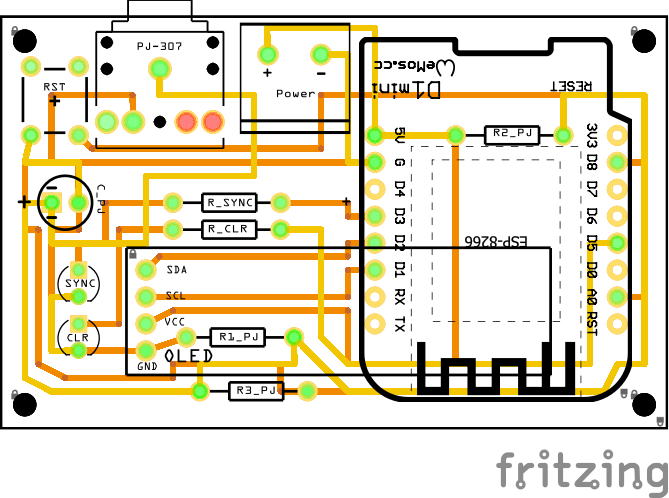 PJ-307
WeMos.cc
D1 mini
RST
+
+
-
Power
RESET
R2_PJ
5V
G
D4
D3
D2
D1
RX
TX
3V3
D8
D7
D6
D5
D0
A0
RST
-
+
C_PJ
R_SYNC
+
R_CLR
ESP-8266
SDA
SYNC
SCL
VCC
CLR
R1_PJ
OLED
GND
R3_PJ
fritzing